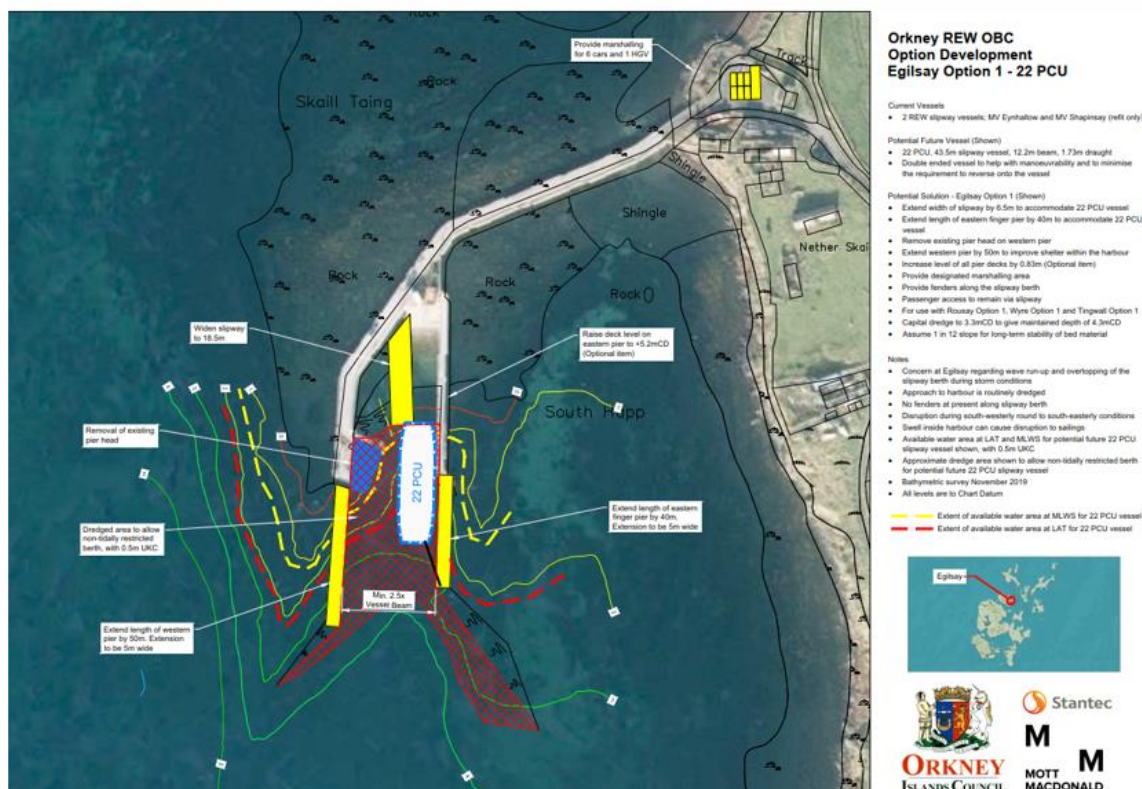 Rock
Provide marshalling
for 6 cars and 1 HGV
Track
Rock
Skaill Taing
Rock
Shingle
Shingle
Nether Skai
Rock
Rock
Rock
Widen slipway
to 18.5m
Raise deck level on
eastern pier to +5.2mCD
(Optional item)
South Hupp
Removal of existing
pier head
22 PCU
Dredged area to allow
non-tidally restricted
berth, with 0.5m UKC
Extend length of eastern
finger pier by 40m.
Extension to be 5m wide
Min. 2.5x
Vessel Beam
Extend length of western
pier by 50m. Extension
to be 5m wide
Orkney REW OBC
Option Development
Egilsay Option 1 - 22 PCU
Current Vessels
• 2 REW slipway vessels; MV Eynhallow and MV Shapinsay (refit only)
Potential Future Vessel (Shown)
• 22 PCU, 43.5m slipway vessel, 12.2m beam, 1.73m draught
• Double ended vessel to help with manoeuvrability and to minimise
the requirement to reverse onto the vessel
Potential Solution - Egilsay Option 1 (Shown)
• Extend width of slipway by 6.5m to accommodate 22 PCU vessel
• Extend length of eastern finger pier by 40m to accommodate 22 PCU
vessel
• Remove existing pier head on western pier
• Extend western pier by 50m to improve shelter within the harbour
• Increase level of all pier decks by 0.83m (Optional item)
• Provide designated marshalling area
• Provide fenders along the slipway berth
• Passenger access to remain via slipway
• For use with Rousay Option 1, Wyre Option 1 and Tingwall Option 1
• Capital dredge to 3.3mCD to give maintained depth of 4.3mCD
• Assume 1 in 12 slope for long-term stability of bed material
Notes
• Concern at Egilsay regarding wave run-up and overtopping of the
slipway berth during storm conditions
• Approach to harbour is routinely dredged
• No fenders at present along slipway berth
• Disruption during south-westerly round to south-easterly conditions
• Swell inside harbour can cause disruption to sailings
• Available water area at LAT and MLWS for potential future 22 PCU
slipway vessel shown, with 0.5m UKC
• Approximate dredge area shown to allow non-tidally restricted berth
for potential future 22 PCU slipway vessel
• Bathymetric survey November 2019
• All levels are to Chart Datum
Extent of available water area at MLWS for 22 PCU vessel
Extent of available water area at LAT for 22 PCU vessel
Egilsay
Stantec
ORKNEY
ISLANDS COUNCIL
M
M
MOTT
MACDONALD